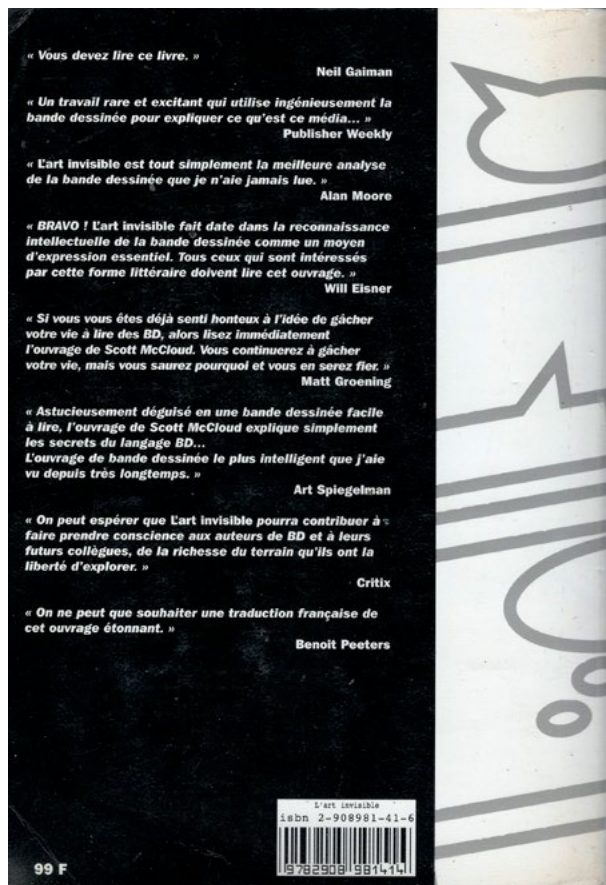 « Vous devez lire ce livre. »
Neil Gaiman
« Un travail rare et excitant qui utilise ingénieusement la
bande dessinée pour expliquer ce qu'est ce média... »
Publisher Weekly
« L'art invisible est tout simplement la meilleure analyse
de la bande dessinée que je n'aie jamais lue. »
Alan Moore
« BRAVO ! L'art invisible fait date dans la reconnaissance
intellectuelle de la bande dessinée comme un moyen
d'expression essentiel. Tous ceux qui sont intéressés
par cette forme littéraire doivent lire cet ouvrage. »
Will Eisner
« Si vous vous êtes déjà senti honteux à l'idée de gâcher
votre vie à lire des BD, alors lisez immédiatement
l'ouvrage de Scott McCloud. Vous continuerez à gâcher
votre vie, mais vous saurez pourquoi et vous en serez fier. »
Matt Groening
« Astucieusement déguisé en une bande dessinée facile
à lire, l'ouvrage de Scott McCloud explique simplement
les secrets du langage BD...
L'ouvrage de bande dessinée le plus intelligent que j'aie
vu depuis très longtemps. »
Art Spiegelman
« On peut espérer que L'art invisible pourra contribuer à
faire prendre conscience aux auteurs de BD et à leurs
futurs collègues, de la richesse du terrain qu'ils ont la
liberté d'explorer. »
Critix
« On ne peut que souhaiter une traduction française de
cet ouvrage étonnant. »
Benoit Peeters
L'art invisible
isbn 2-908981-41-6
9782908 981414
99 F